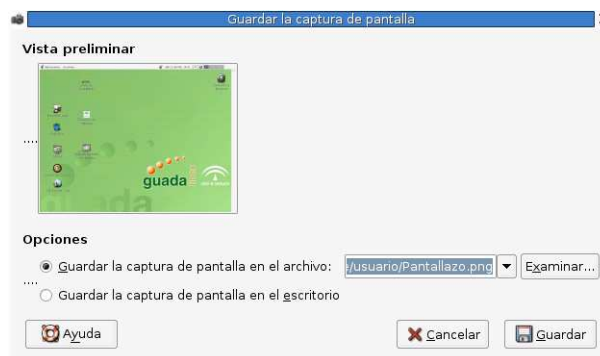 Guardar la captura de pantalla
Vista preliminar
guada
Opciones
Guardar la captura de pantalla en el archivo: e/usuario/Pantallazo.png Examinar...
Guardar la captura de pantalla en el escritorio
Ayuda Cancelar Guardar